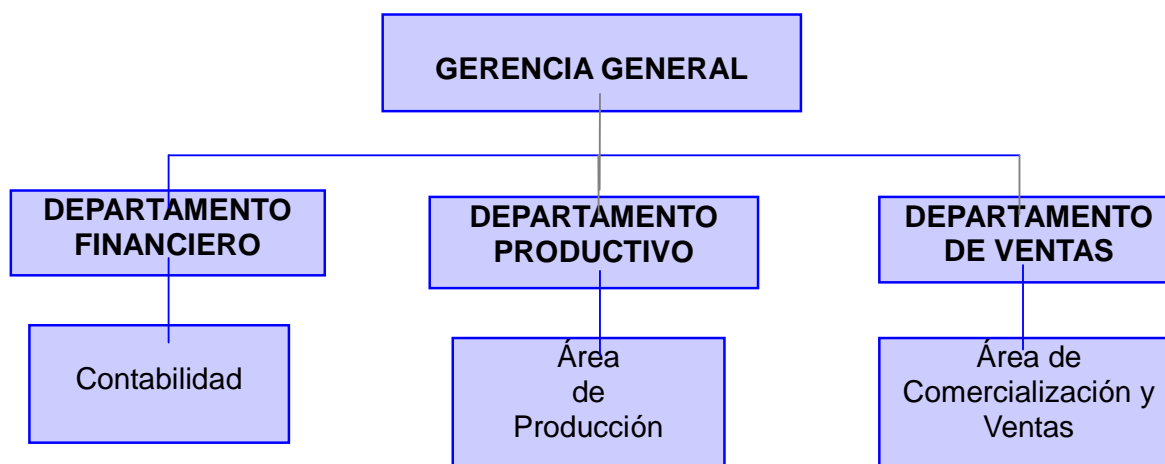 GERENCIA GENERAL
DEPARTAMENTO
FINANCIERO
DEPARTAMENTO
PRODUCTIVO
DEPARTAMENTO
DE VENTAS
Contabilidad
Área
de
Producción
Área de
Comercialización y
Ventas